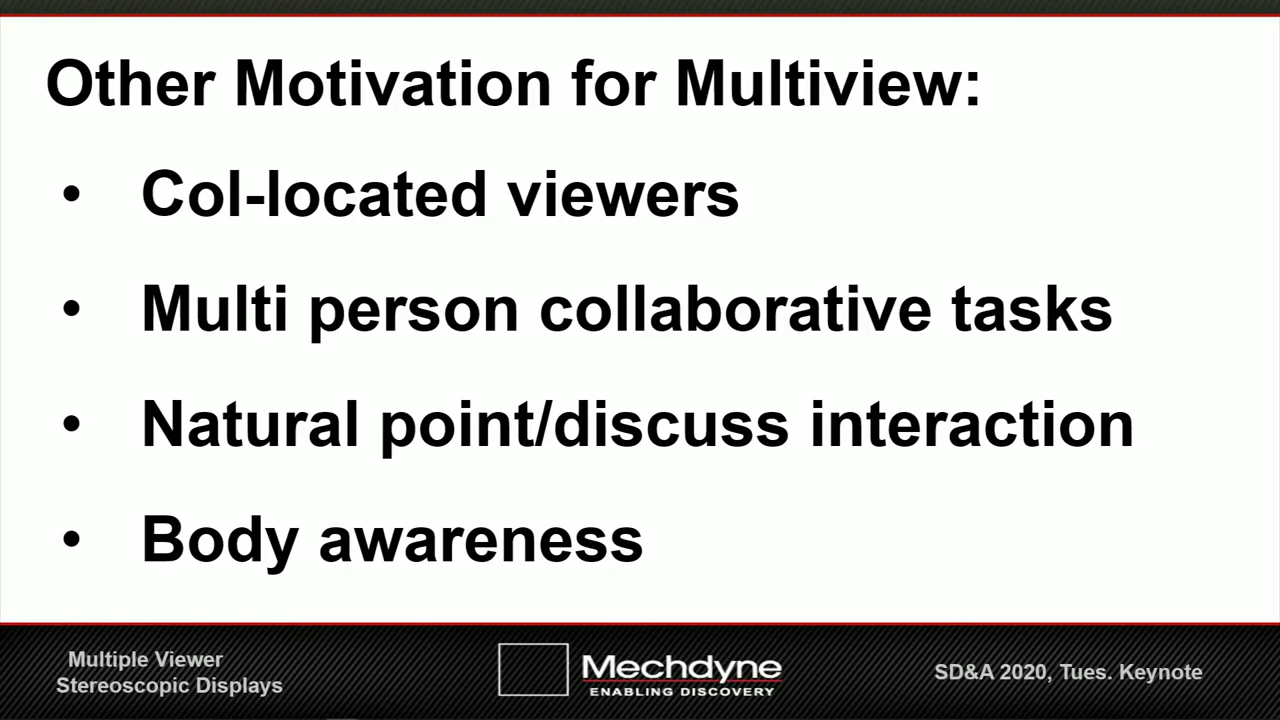 Other Motivation for Multiview:
• Col-located viewers
• Multi person collaborative tasks
• Natural point/discuss interaction
• Body awareness
Multiple Viewer
Stereoscopic Displays
Mechdyne
ENABLING DISCOVERY
SD&A 2020, Tues. Keynote